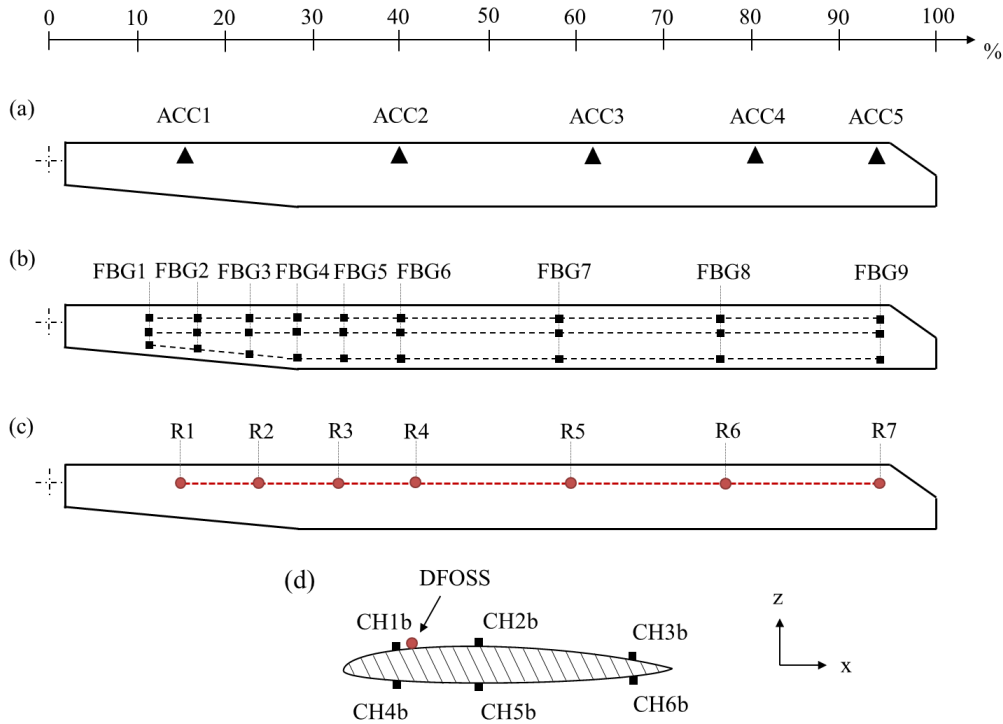 0 10 20 30 40 50 60 70 80 90 100
%
(a)
ACC1 ACC2 ACC3 ACC4 ACC5
(b)
FBG1 FBG2 FBG3 FBG4 FBG5 FBG6 FBG7 FBG8 FBG9
(c)
R1 R2 R3 R4 R5 R6 R7
(d)
DFOSS
CH1b CH2b CH3b
CH4b CH5b CH6b
z
x